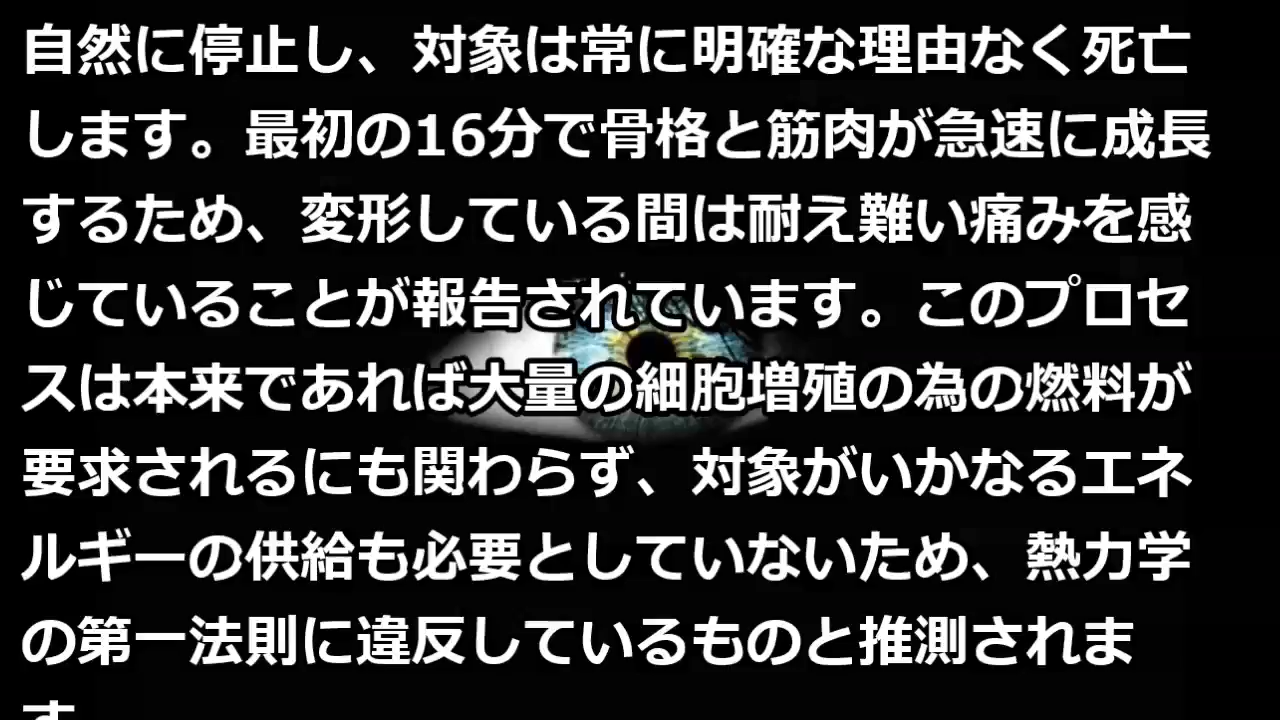 自然に停止し、対象は常に明確な理由なく死亡
します。最初の16分で骨格と筋肉が急速に成長
するため、変形している間は耐え難い痛みを感
じていることが報告されています。このプロセ
スは本来であれば大量の細胞増殖の為の燃料が
要求されるにも関わらず、対象がいかなるエネ
ルギーの供給も必要としていないため、熱力学
の第一法則に違反しているものと推測されま
す